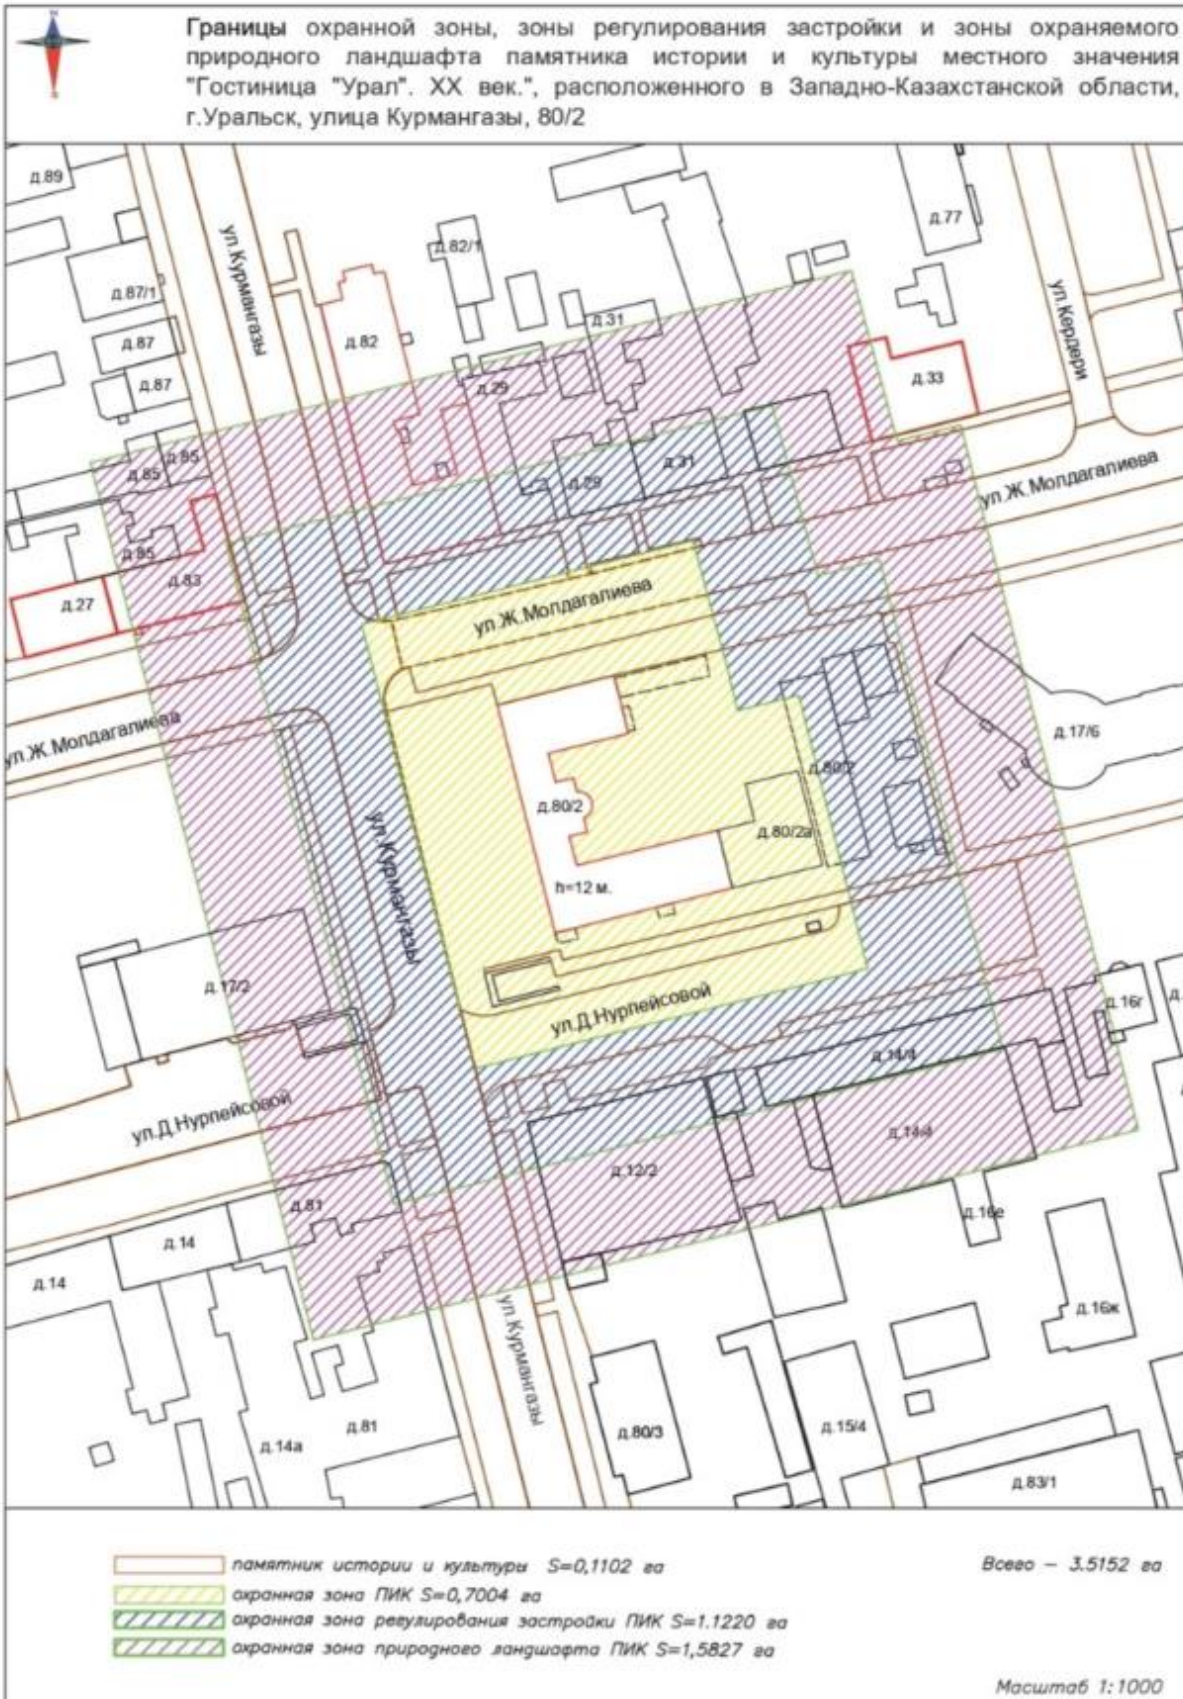 Границы охранной зоны, зоны регулирования застройки и зоны охраняемого
природного ландшафта памятника истории и культуры местного значения
"Гостиница "Урал". XX век.", расположенного в Западно-Казахстанской области,
г.Уральск, улица Курмангазы, 80/2
д.89
д.77
ул.Курмангазы
д.82/1
д.87/1
ул.Кердери
д.31
д.87
д.82
д.87
д.33
д.29
д.85
д.85
д.31
ул.Ж.Молдагалиева
д.29
д.85
д.83
д.27
ул.Ж.Молдагалиева
ул.Ж.Молдагалиева
д.17/6
д.80/2
д.80/2
д.80/2а
ул.Курмангазы
h=12 м.
д.17/2
ул.Д.Нурпейсовой
д.16г
д.14/4
ул.Д.Нурпейсовой
д.14/4
д.12/2
д.81
д.16е
д.14
д.14
д.16ж
ул.Курмангазы
д.81
д.80/3
д.15/4
д.14а
д.83/1
памятник истории и культуры S=0,1102 га
Всего – 3.5152 га
охранная зона ПИК S=0,7004 га
охранная зона регулирования застройки ПИК S=1.1220 га
охранная зона природного ландшафта ПИК S=1,5827 га
Масштаб 1:1000